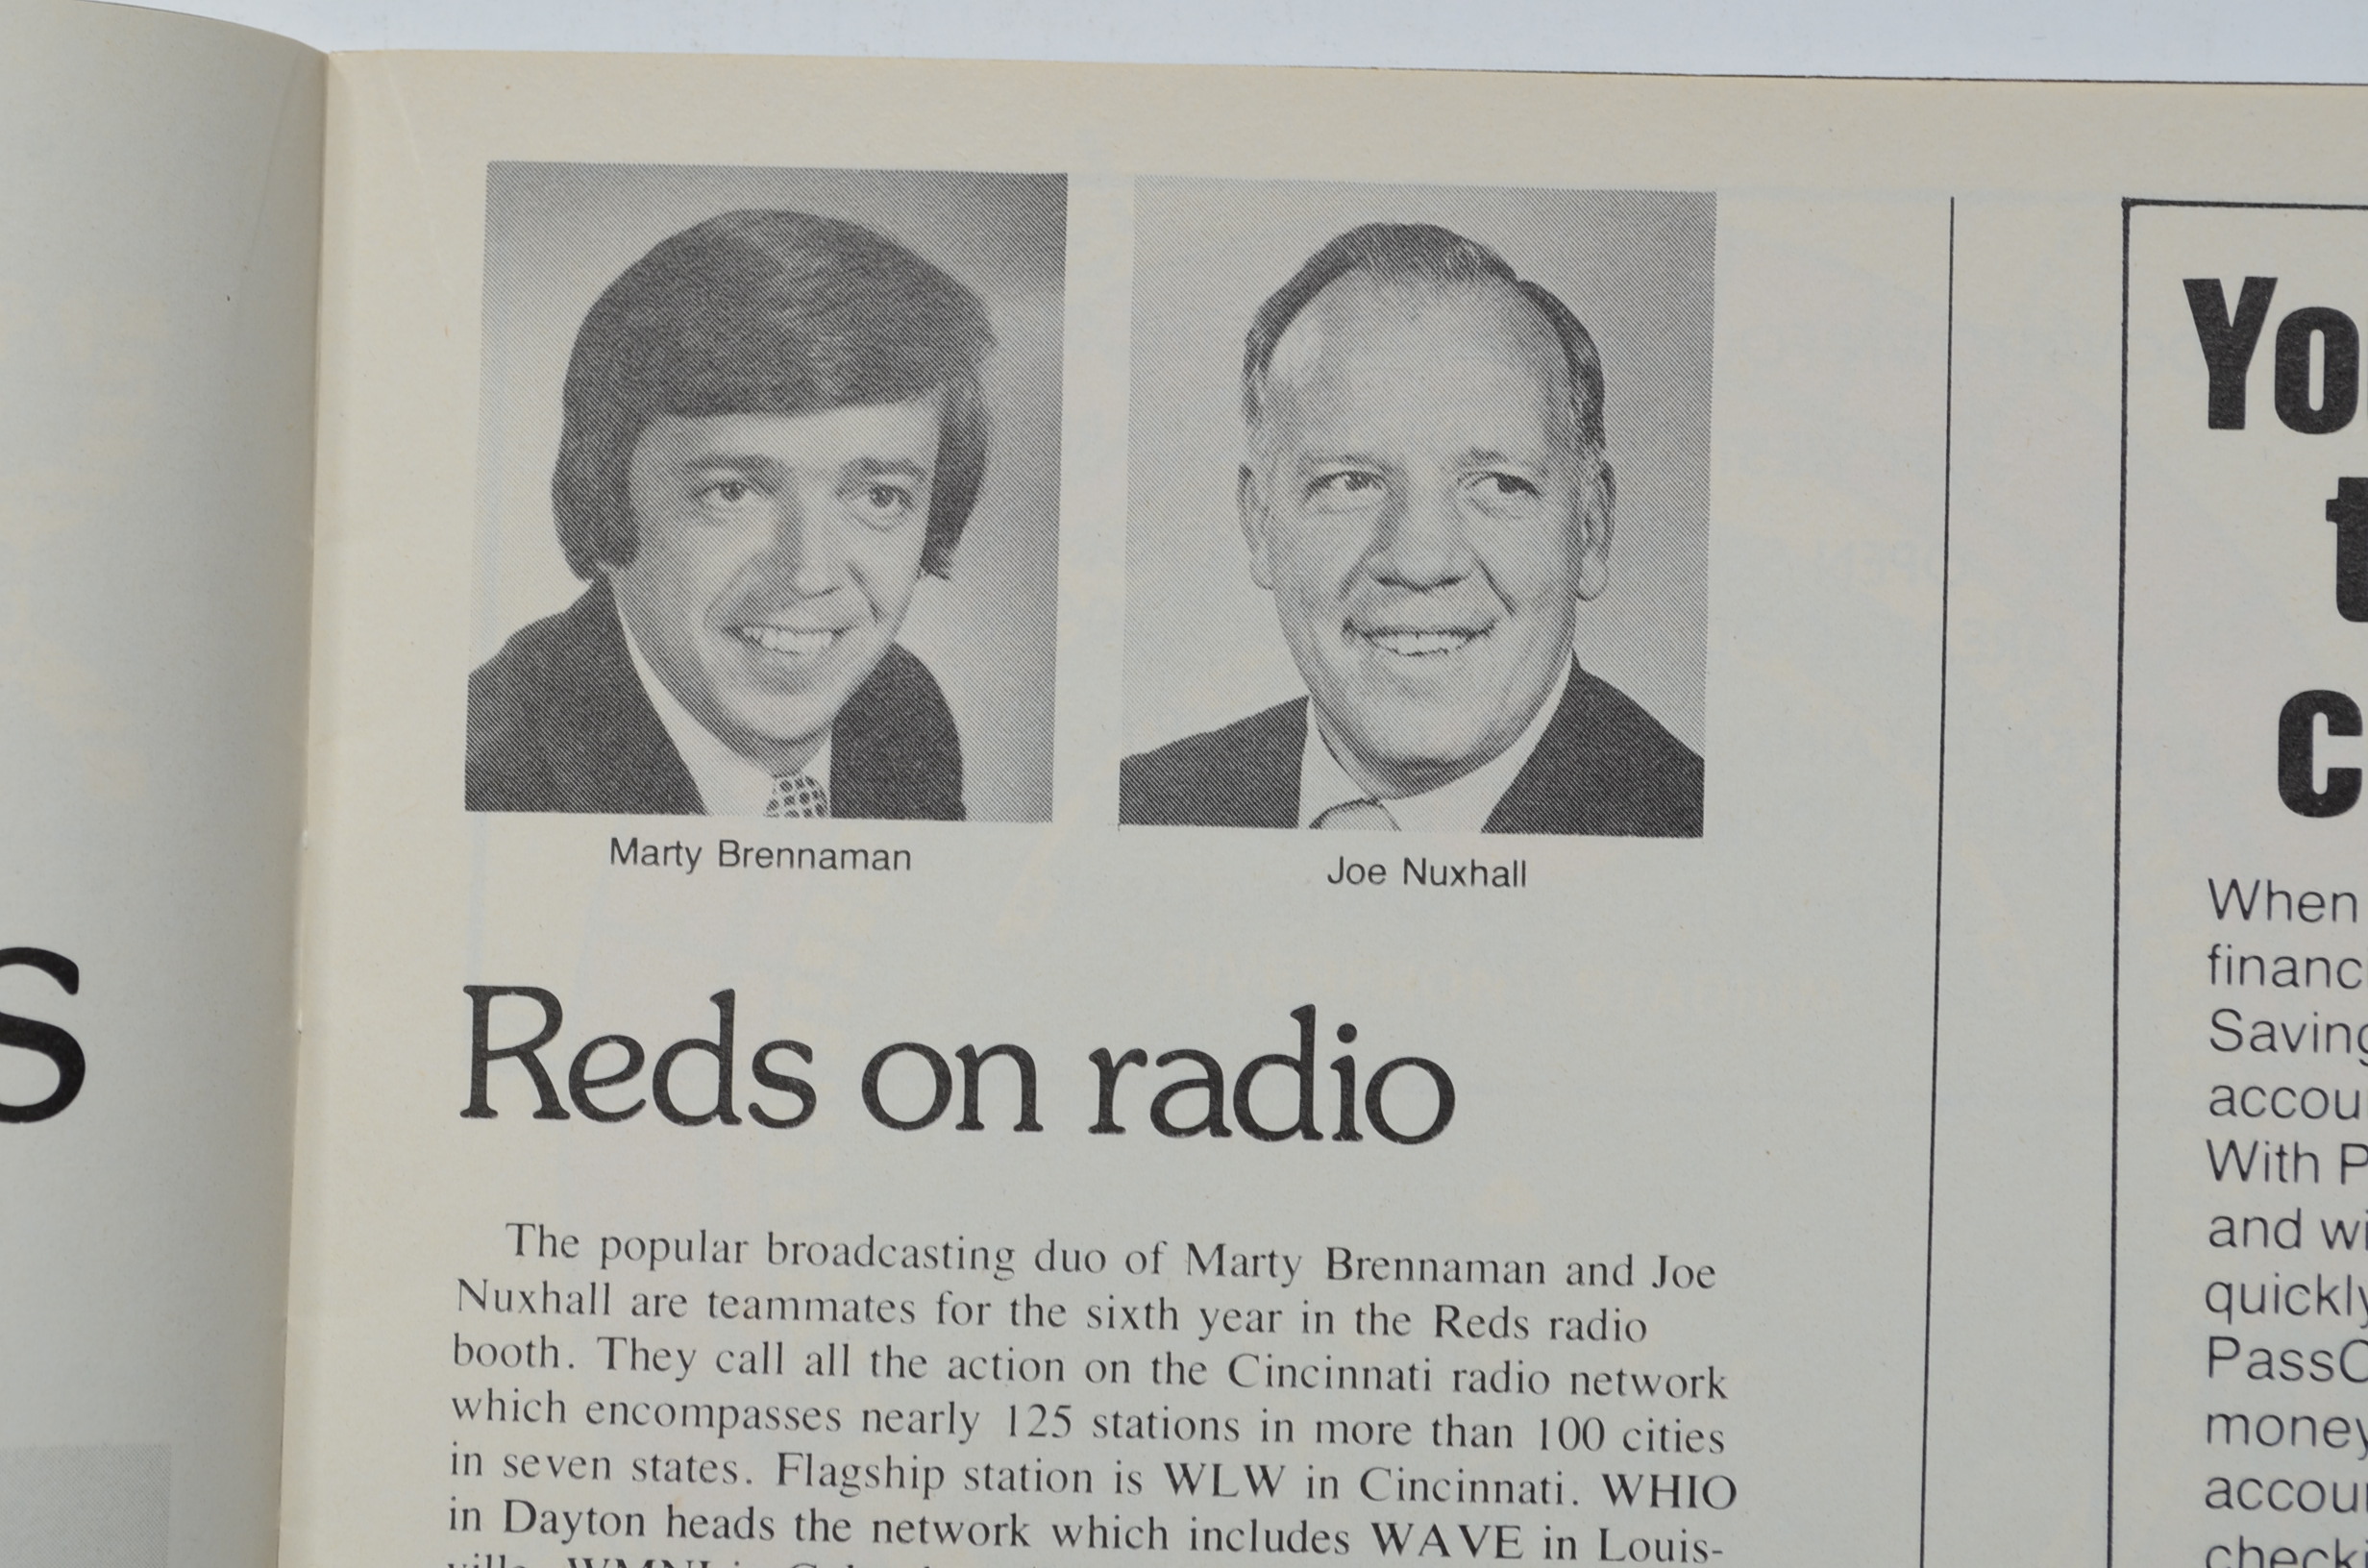 s
Marty Brennaman
Joe Nuxhall
Reds on radio
The popular broadcasting duo of Marty Brennaman and Joe
Nuxhall are teammates for the sixth year in the Reds radio
booth. They call all the action on the Cincinnati radio network
which encompasses nearly 125 stations in more than 100 cities
in seven states. Flagship station is WLW in Cincinnati. WHIO
in Dayton heads the network which includes WAVE in Louis-
Yo
t
c
When
financ
Saving
accou
With P
and wi
quickly
PassC
money
accou
checki